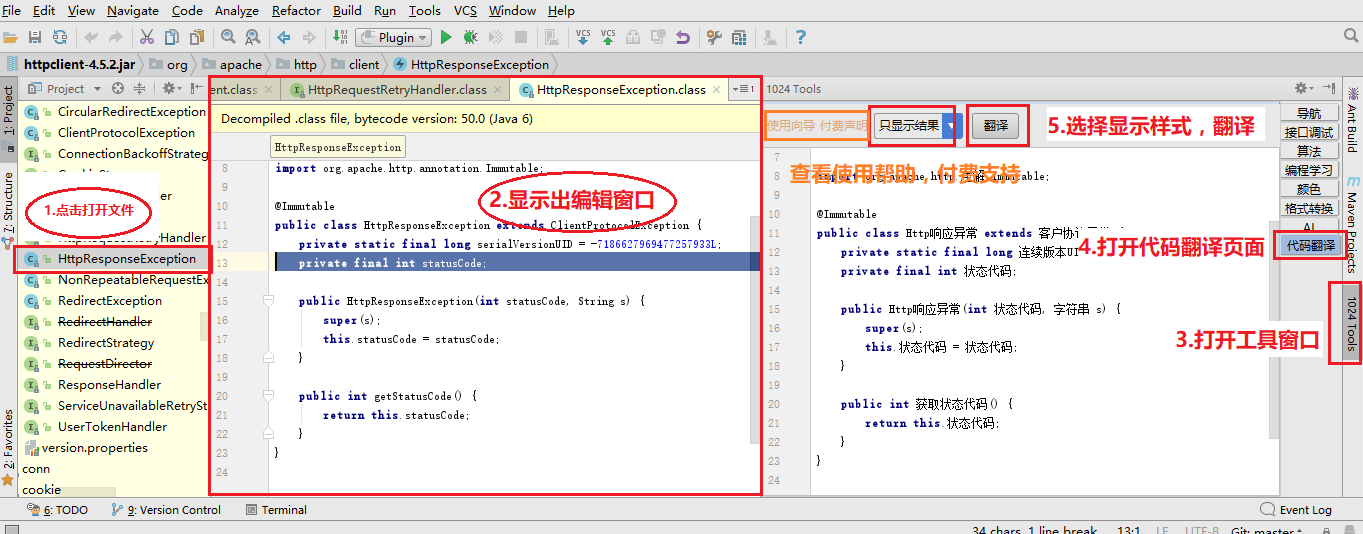 File Edit View Navigate Code Analyze Refactor Build Run Tools VCS Window Help
Plugin
VCS VCS
httpclient-4.5.2.jar org apache http client HttpResponseException
1: Project
7: Structure
2: Favorites
Project
CircularRedirectException
ClientProtocolException
ConnectionBackoffStrateg
1.点击打开文件
HttpResponseException
NonRepeatableRequestEx
RedirectException
RedirectHandler
RedirectStrategy
RequestDirector
ResponseHandler
ServiceUnavailableRetrySt
UserTokenHandler
version.properties
conn
cookie
ent.class HttpRequestRetryHandler.class HttpResponseException.class 1
Decompiled .class file, bytecode version: 50.0 (Java 6)
HttpResponseException
8 import org.apache.http.annotation.Immutable;
9
10 @Immutable
2.显示出编辑窗口
11 public class HttpResponseException extends ClientProtocolException {
12 private static final long serialVersionUID = -7186627969477257933L;
13 private final int statusCode;
14
15 public HttpResponseException(int statusCode, String s) {
16 super(s);
17 this.statusCode = statusCode;
18 }
19
20 public int getStatusCode() {
21 return this.statusCode;
22 }
23 }
24
1024 Tools
使用向导 付费声明 只显示结果 翻译
5.选择显示样式，翻译
查看使用帮助，付费支持
7
8
9
10 @Immutable
11 public class Http响应异常 extends 客户协
12 private static final long 连续版本UI
4.打开代码翻译页面
13 private final int 状态代码;
14
15 public Http响应异常(int 状态代码, 字符串 s) {
16 super(s);
17 this.状态代码 = 状态代码;
3.打开工具窗口
18 }
19
20 public int 获取状态代码() {
21 return this.状态代码;
22 }
23 }
24
导航
接口调试
算法
编程学习
颜色
格式转换
AI
代码翻译
Ant Build
Maven Projects
1024 Tools
6: TODO 9: Version Control Terminal Event Log
34 chars, 1 line break 13:1 LF UTF-8 Git: master